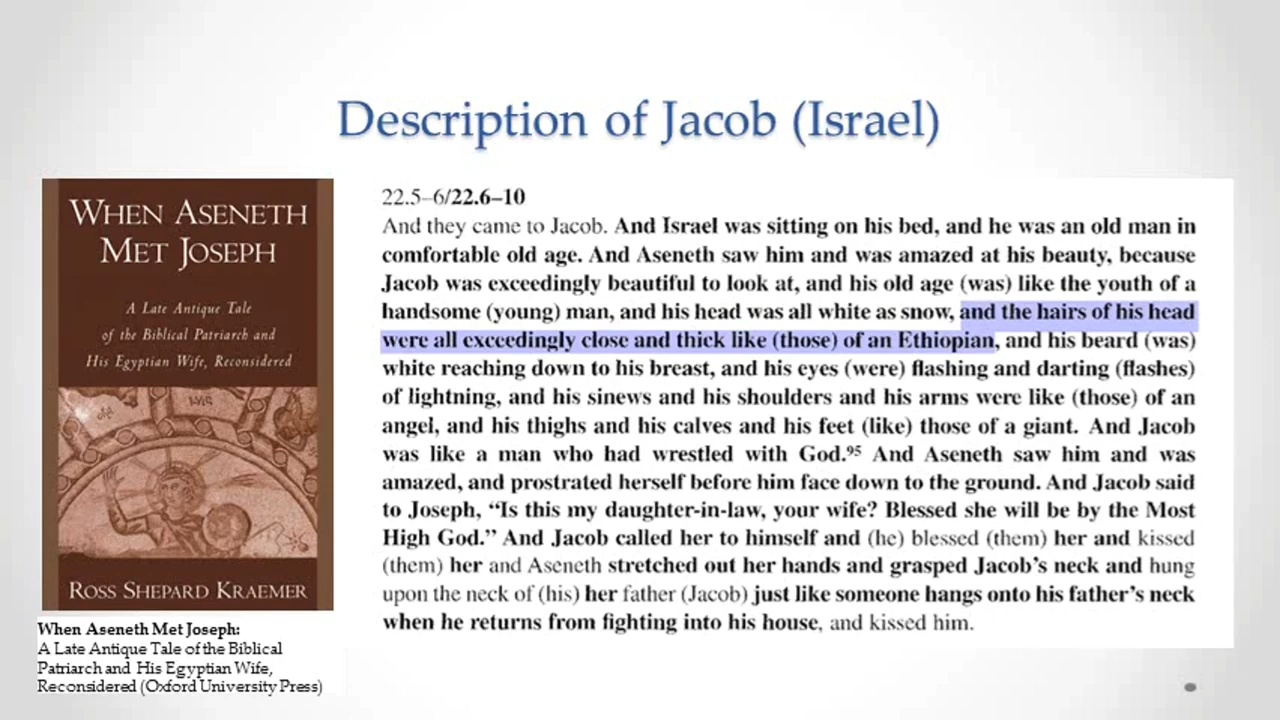 Description of Jacob (Israel)
WHEN ASENETH
MET JOSEPH
A Late Antique Tale
of the Biblical Patriarch and
His Egyptian Wife, Reconsidered
ROSS SHEPARD KRAEMER
When Aseneth Met Joseph:
A Late Antique Tale of the Biblical
Patriarch and His Egyptian Wife,
Reconsidered (Oxford University Press)
22.5–6/22.6–10
And they came to Jacob. And Israel was sitting on his bed, and he was an old man in
comfortable old age. And Aseneth saw him and was amazed at his beauty, because
Jacob was exceedingly beautiful to look at, and his old age (was) like the youth of a
handsome (young) man, and his head was all white as snow, and the hairs of his head
were all exceedingly close and thick like (those) of an Ethiopian, and his beard (was)
white reaching down to his breast, and his eyes (were) flashing and darting (flashes)
of lightning, and his sinews and his shoulders and his arms were like (those) of an
angel, and his thighs and his calves and his feet (like) those of a giant. And Jacob
was like a man who had wrestled with God.⁹⁵ And Aseneth saw him and was
amazed, and prostrated herself before him face down to the ground. And Jacob said
to Joseph, “Is this my daughter-in-law, your wife? Blessed she will be by the Most
High God.” And Jacob called her to himself and (he) blessed (them) her and kissed
(them) her and Aseneth stretched out her hands and grasped Jacob’s neck and hung
upon the neck of (his) her father (Jacob) just like someone hangs onto his father’s neck
when he returns from fighting into his house, and kissed him.